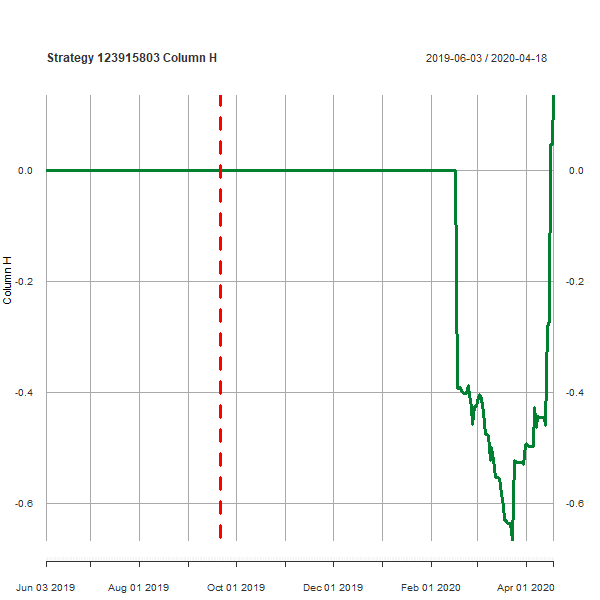 Strategy 123915803 Column H
2019-06-03 / 2020-04-18
0.0
0.0
-0.2
-0.2
Column H
-0.4
-0.4
-0.6
-0.6
Jun 03 2019
Aug 01 2019
Oct 01 2019
Dec 01 2019
Feb 01 2020
Apr 01 2020